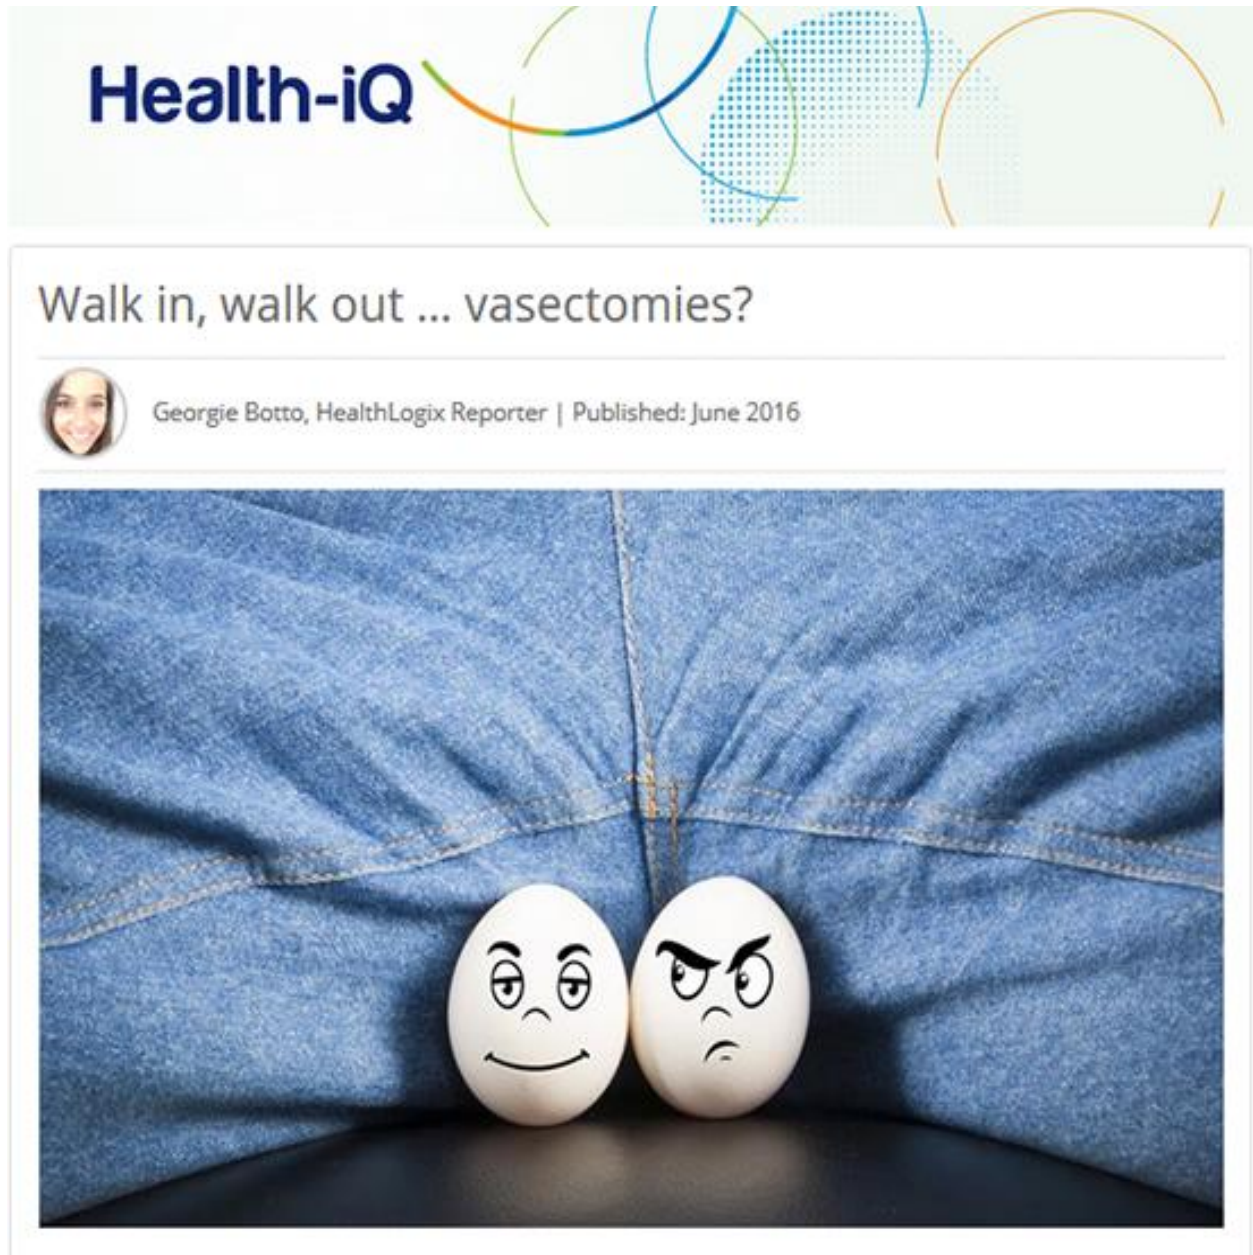 Health-iQ
Walk in, walk out ... vasectomies?
Georgie Botto, HealthLogix Reporter | Published: June 2016